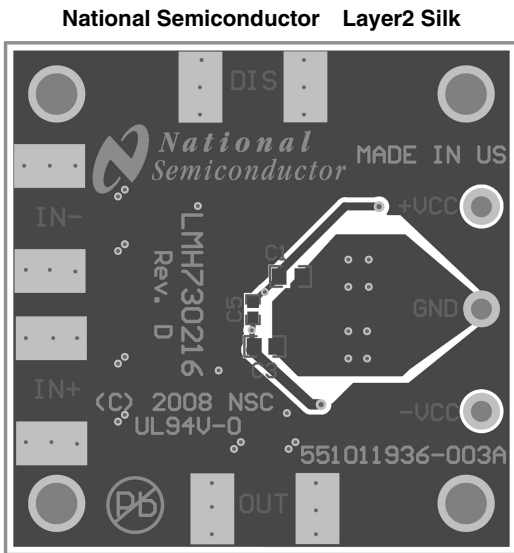 National Semiconductor Layer2 Silk
DIS
National
Semiconductor
MADE IN US
IN-
+VCC
LMH730216
Rev. D
C1
C5
GND
C3
IN+
(C) 2008 NSC
UL94V-0
-VCC
551011936-003A
Pb
OUT